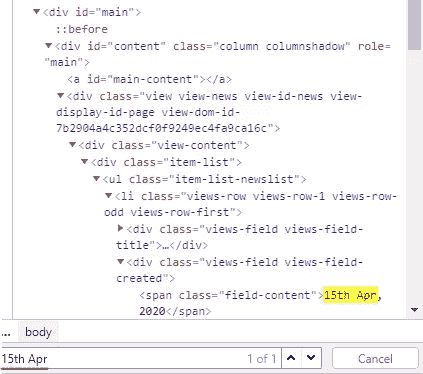 ▼<div id="main">
::before
▼<div id="content" class="column columnshadow" role=
"main">
<a id="main-content"></a>
▼<div class="view view-news view-id-news view-
display-id-page view-dom-id-
7b2904a4c352dcf0f9249ec4fa9ca16c">
▼<div class="view-content">
▼<div class="item-list">
▼<ul class="item-list-newslist">
▼<li class="views-row views-row-1 views-row-
odd views-row-first">
▶<div class="views-field views-field-
title">…</div>
▼<div class="views-field views-field-
created">
<span class="field-content">15th Apr,
2020</span>
... body
15th Apr 1 of 1 Cancel